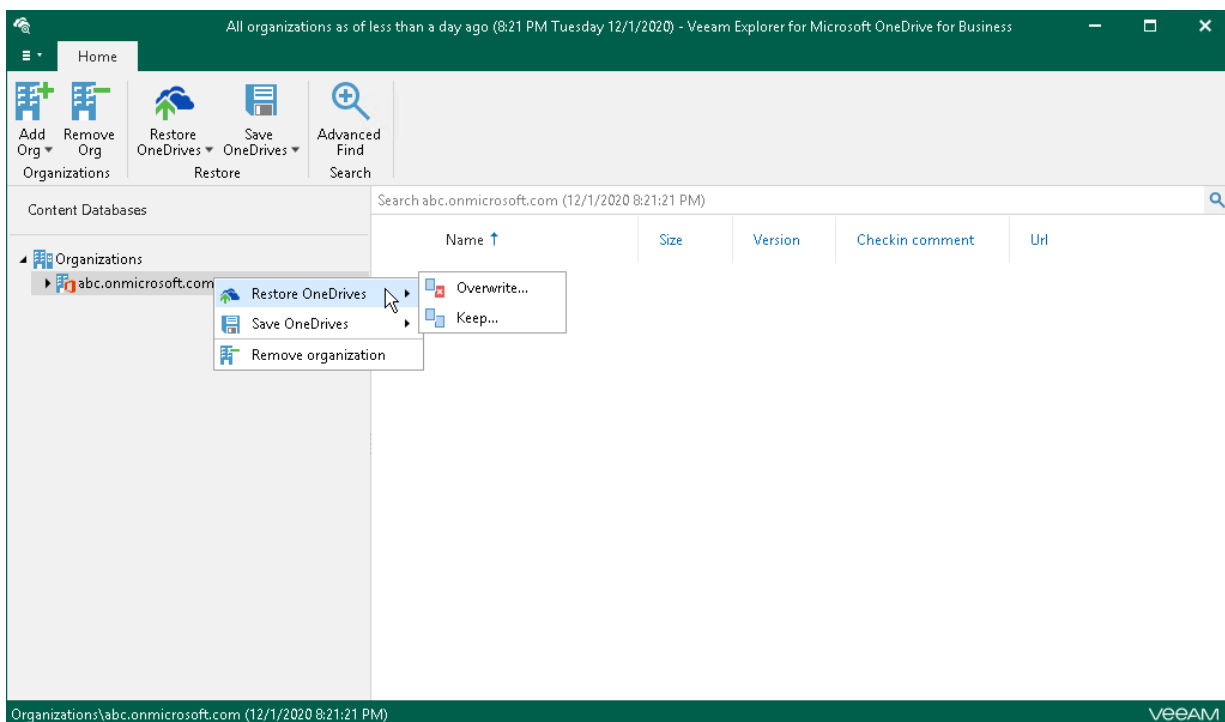 All organizations as of less than a day ago (8:21 PM Tuesday 12/1/2020) - Veeam Explorer for Microsoft OneDrive for Business
Home
Add Org
Remove Org
Restore OneDrives
Save OneDrives
Advanced Find
Organizations
Restore
Search
Content Databases
Search abc.onmicrosoft.com (12/1/2020 8:21:21 PM)
Name
Size
Version
Checkin comment
Url
Organizations
abc.onmicrosoft.com
Restore OneDrives
Overwrite...
Save OneDrives
Keep...
Remove organization
Organizations\abc.onmicrosoft.com (12/1/2020 8:21:21 PM)
veeam